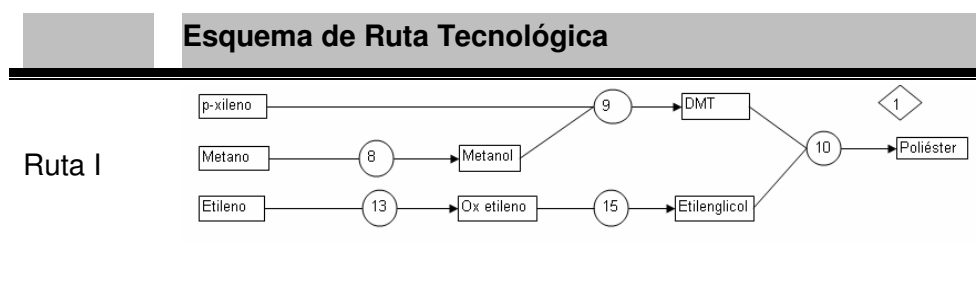 Esquema de Ruta Tecnológica
Ruta I
p-xileno 9 DMT 1
Metano 8 Metanol 10 Poliéster
Etileno 13 Ox etileno 15 Etilenglicol